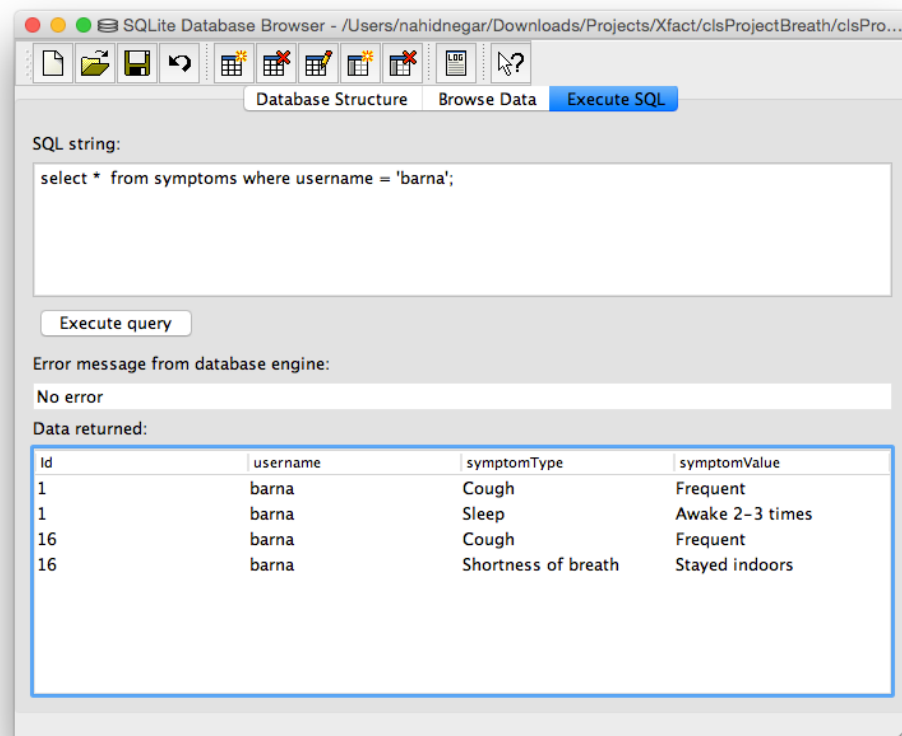 SQLite Database Browser - /Users/nahidnegar/Downloads/Projects/Xfact/clsProjectBreath/clsPro...
LOG
?
Database Structure Browse Data Execute SQL
SQL string:
select *  from symptoms where username = 'barna';
Execute query
Error message from database engine:
No error
Data returned:
Id username symptomType symptomValue
1 barna Cough Frequent
1 barna Sleep Awake 2-3 times
16 barna Cough Frequent
16 barna Shortness of breath Stayed indoors